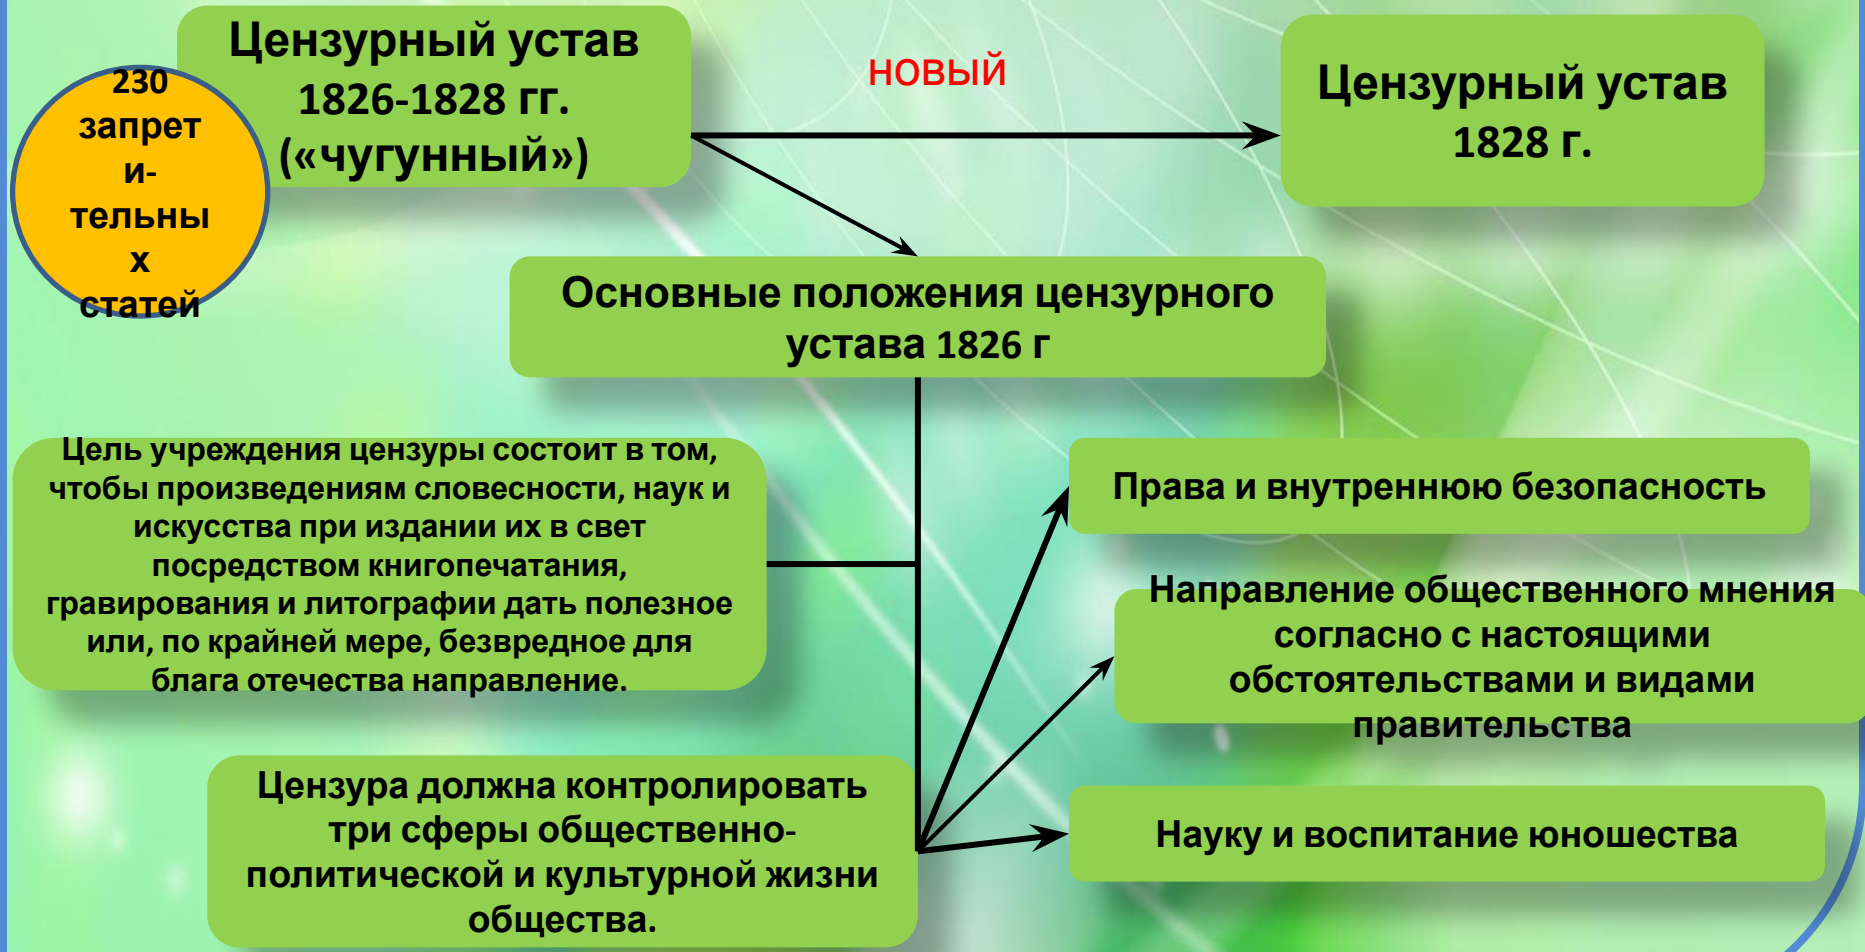 Цензурный устав
1826-1828 гг.
(«чугунный»)
230
запрет
и-
тельны
х
статей
новый
Цензурный устав
1828 г.
Основные положения цензурного
устава 1826 г
Цель учреждения цензуры состоит в том,
чтобы произведениям словесности, наук и
искусства при издании их в свет
посредством книгопечатания,
гравирования и литографии дать полезное
или, по крайней мере, безвредное для
блага отечества направление.
Цензура должна контролировать
три сферы общественно-
политической и культурной жизни
общества.
Права и внутреннюю безопасность
Направление общественного мнения
согласно с настоящими
обстоятельствами и видами
правительства
Науку и воспитание юношества